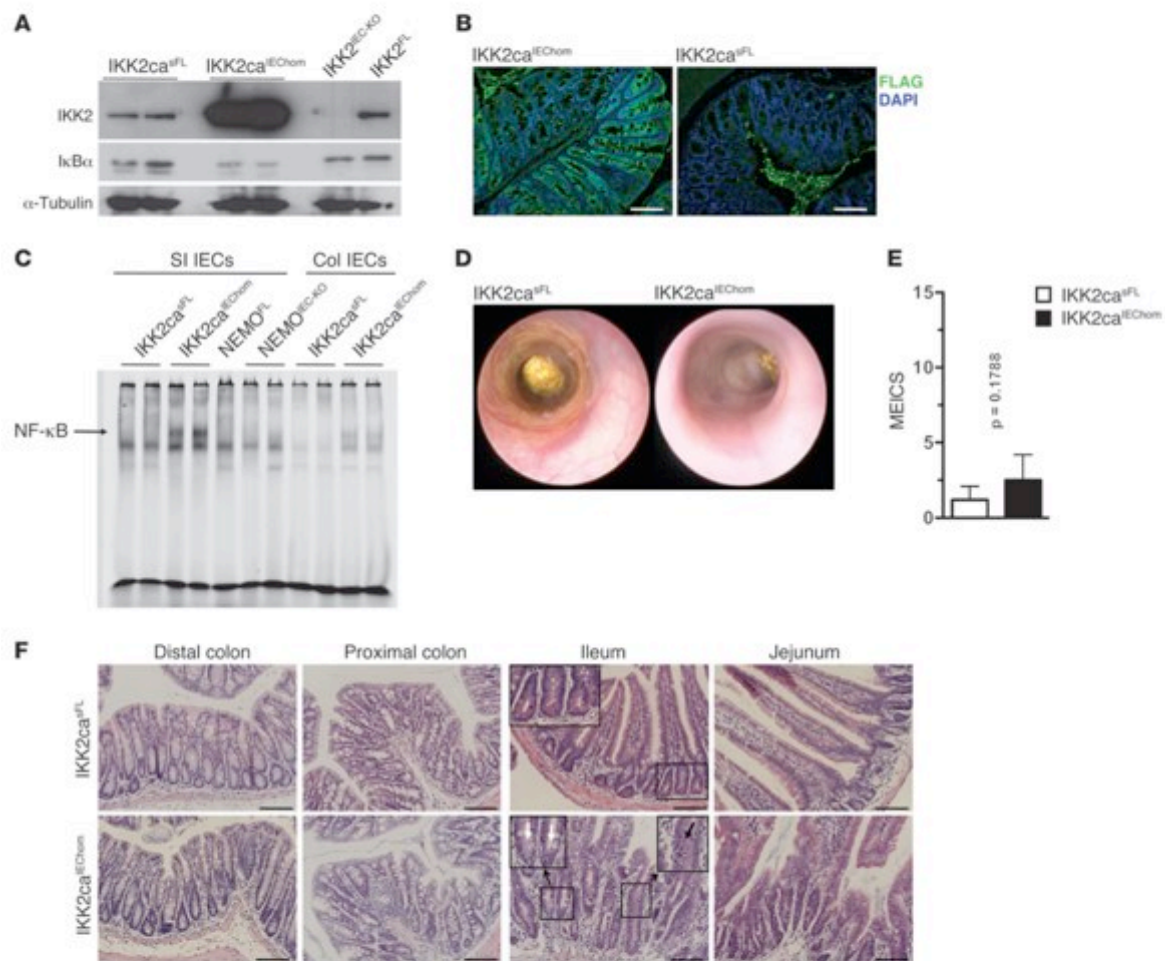 A
IKK2ca^sFL IKK2ca^IEChom IKK2^IEC-KO IKK2^FL
IKK2
IκBα
α-Tubulin
B
IKK2ca^IEChom IKK2ca^sFL
FLAG
DAPI
C
SI IECs Col IECs
IKK2ca^sFL IKK2ca^IEChom NEMO^FL NEMO^IEC-KO IKK2ca^sFL IKK2ca^IEChom
NF-κB
D
IKK2ca^sFL IKK2ca^IEChom
E
15
10
5
0
MEICS
p = 0.1788
IKK2ca^sFL
IKK2ca^IEChom
F
Distal colon Proximal colon Ileum Jejunum
IKK2ca^sFL
IKK2ca^IEChom